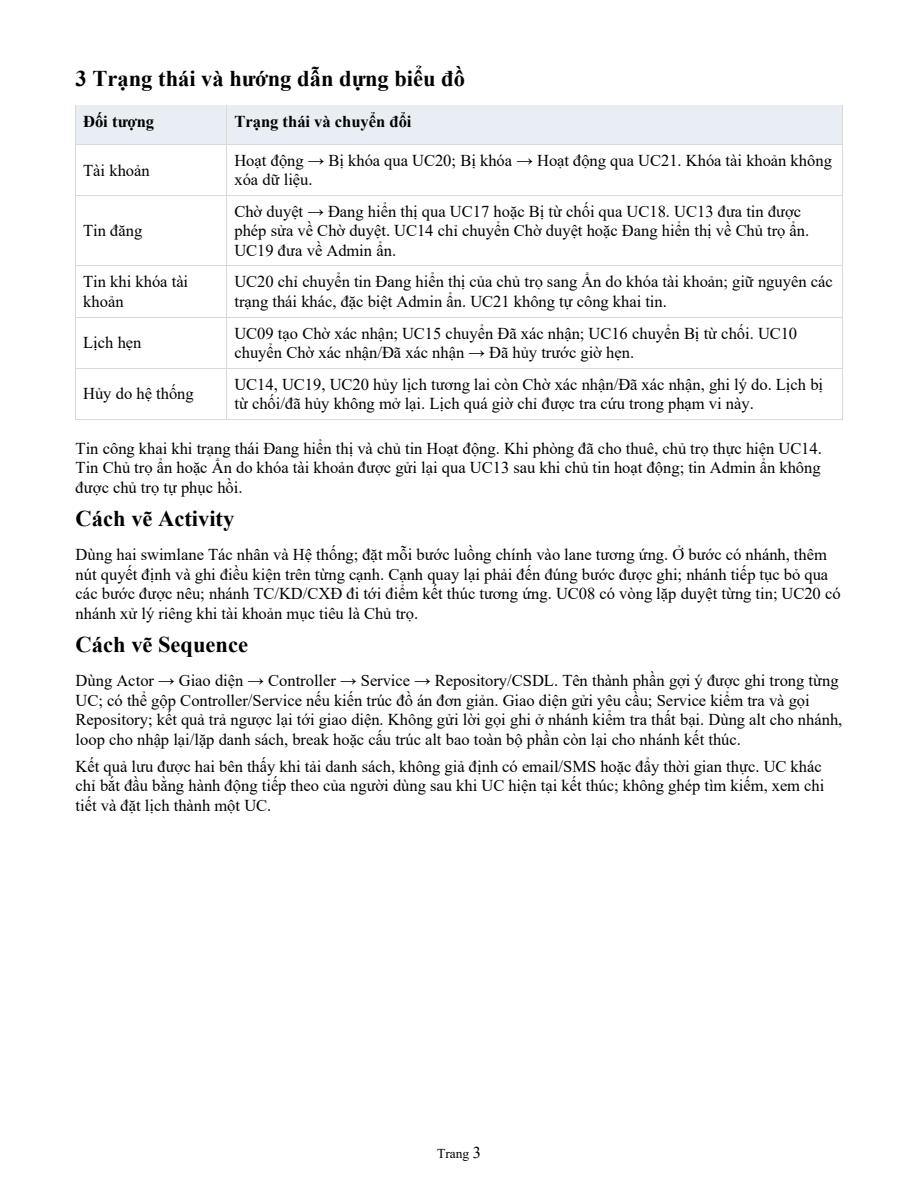 3 Trạng thái và hướng dẫn dựng biểu đồ
Đối tượng
Trạng thái và chuyển đổi
Tài khoản
Hoạt động → Bị khóa qua UC20; Bị khóa → Hoạt động qua UC21. Khóa tài khoản không
xóa dữ liệu.
Tin đăng
Chờ duyệt → Đang hiển thị qua UC17 hoặc Bị từ chối qua UC18. UC13 đưa tin được
phép sửa về Chờ duyệt. UC14 chỉ chuyển Chờ duyệt hoặc Đang hiển thị về Chủ trọ ẩn.
UC19 đưa về Admin ẩn.
Tin khi khóa tài
khoản
UC20 chỉ chuyển tin Đang hiển thị của chủ trọ sang Ẩn do khóa tài khoản; giữ nguyên các
trạng thái khác, đặc biệt Admin ẩn. UC21 không tự công khai tin.
Lịch hẹn
UC09 tạo Chờ xác nhận; UC15 chuyển Đã xác nhận; UC16 chuyển Bị từ chối. UC10
chuyển Chờ xác nhận/Đã xác nhận → Đã hủy trước giờ hẹn.
Hủy do hệ thống
UC14, UC19, UC20 hủy lịch tương lai còn Chờ xác nhận/Đã xác nhận, ghi lý do. Lịch bị
từ chối/đã hủy không mở lại. Lịch quá giờ chỉ được tra cứu trong phạm vi này.
Tin công khai khi trạng thái Đang hiển thị và chủ tin Hoạt động. Khi phòng đã cho thuê, chủ trọ thực hiện UC14.
Tin Chủ trọ ẩn hoặc Ẩn do khóa tài khoản được gửi lại qua UC13 sau khi chủ tin hoạt động; tin Admin ẩn không
được chủ trọ tự phục hồi.
Cách vẽ Activity
Dùng hai swimlane Tác nhân và Hệ thống; đặt mỗi bước luồng chính vào lane tương ứng. Ở bước có nhánh, thêm
nút quyết định và ghi điều kiện trên từng cạnh. Cạnh quay lại phải đến đúng bước được ghi; nhánh tiếp tục bỏ qua
các bước được nêu; nhánh TC/KD/CXĐ đi tới điểm kết thúc tương ứng. UC08 có vòng lặp duyệt từng tin; UC20 có
nhánh xử lý riêng khi tài khoản mục tiêu là Chủ trọ.
Cách vẽ Sequence
Dùng Actor → Giao diện → Controller → Service → Repository/CSDL. Tên thành phần gợi ý được ghi trong từng
UC; có thể gộp Controller/Service nếu kiến trúc đồ án đơn giản. Giao diện gửi yêu cầu; Service kiểm tra và gọi
Repository; kết quả trả ngược lại tới giao diện. Không gửi lời gọi ghi ở nhánh kiểm tra thất bại. Dùng alt cho nhánh,
loop cho nhập lại/lặp danh sách, break hoặc cấu trúc alt bao toàn bộ phần còn lại cho nhánh kết thúc.
Kết quả lưu được hai bên thấy khi tải danh sách, không giả định có email/SMS hoặc đẩy thời gian thực. UC khác
chỉ bắt đầu bằng hành động tiếp theo của người dùng sau khi UC hiện tại kết thúc; không ghép tìm kiếm, xem chi
tiết và đặt lịch thành một UC.
Trang 3